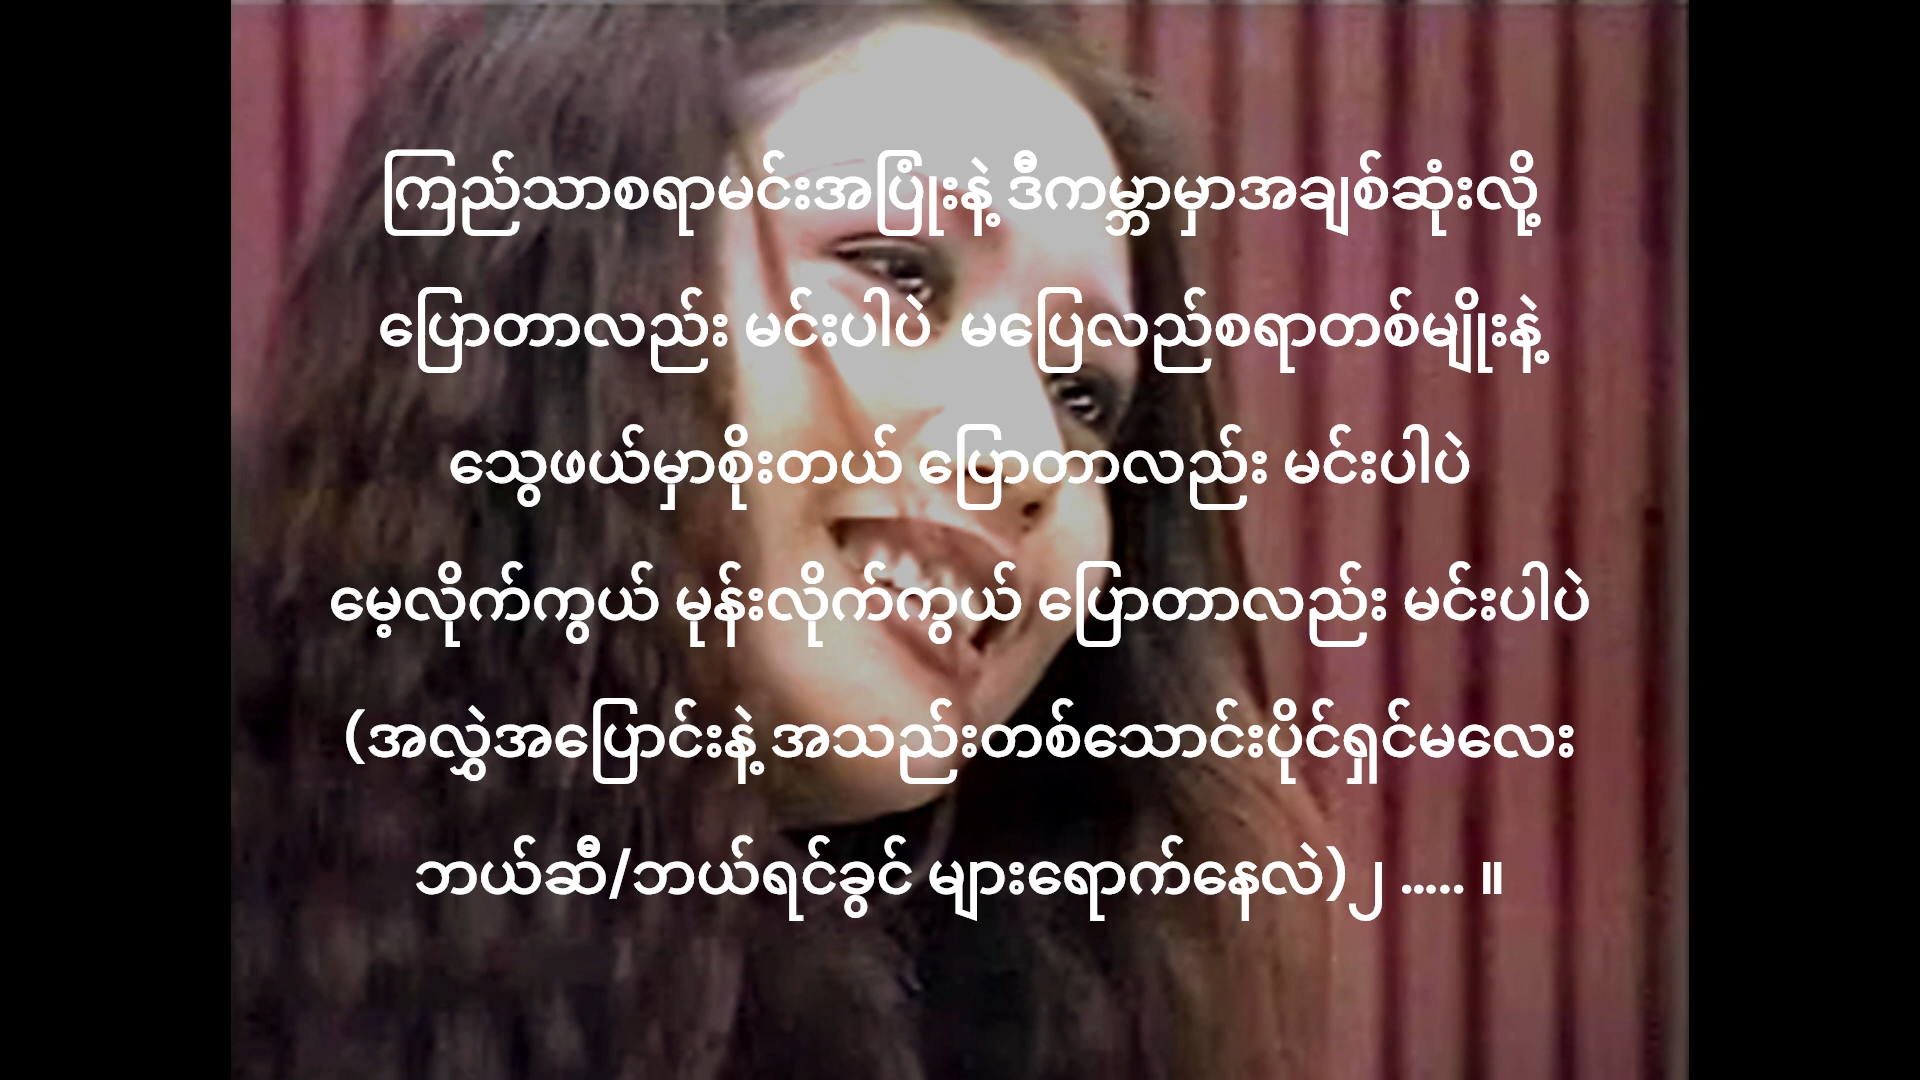 ကြည်သာစရာမင်းအပြုံးနဲ့ ဒီကမ္ဘာမှာအချစ်ဆုံးလို့
ပြောတာလည်း မင်းပါပဲ မပြေလည်စရာတစ်မျိုးနဲ့
သွေဖယ်မှာစိုးတယ် ပြောတာလည်း မင်းပါပဲ
မေ့လိုက်ကွယ် မုန်းလိုက်ကွယ် ပြောတာလည်း မင်းပါပဲ
(အလွှဲအပြောင်းနဲ့ အသည်းတစ်သောင်းပိုင်ရှင်မလေး
ဘယ်ဆီ/ဘယ်ရင်ခွင် များရောက်နေလဲ)၂ ..... ။